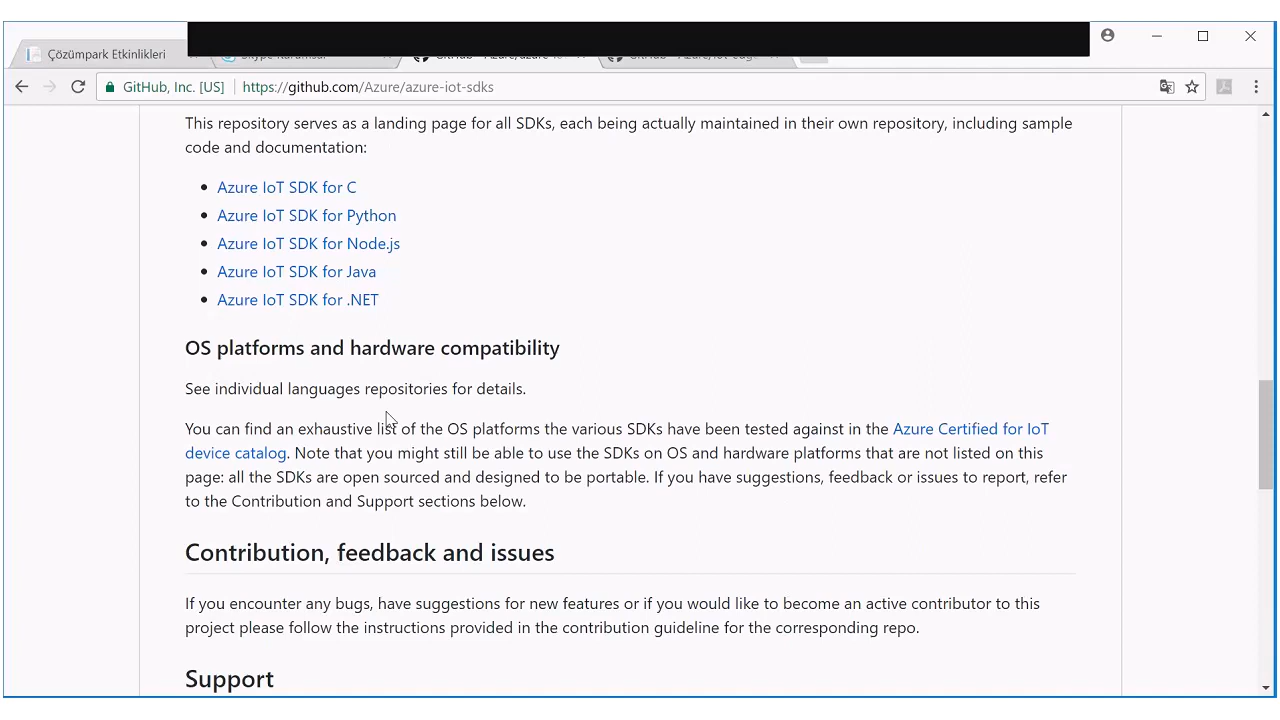 Çözümpark Etkinlikleri
GitHub, Inc. [US]
https://github.com/Azure/azure-iot-sdks
This repository serves as a landing page for all SDKs, each being actually maintained in their own repository, including sample
code and documentation:
Azure IoT SDK for C
Azure IoT SDK for Python
Azure IoT SDK for Node.js
Azure IoT SDK for Java
Azure IoT SDK for .NET
OS platforms and hardware compatibility
See individual languages repositories for details.
You can find an exhaustive list of the OS platforms the various SDKs have been tested against in the Azure Certified for IoT
device catalog. Note that you might still be able to use the SDKs on OS and hardware platforms that are not listed on this
page: all the SDKs are open sourced and designed to be portable. If you have suggestions, feedback or issues to report, refer
to the Contribution and Support sections below.
Contribution, feedback and issues
If you encounter any bugs, have suggestions for new features or if you would like to become an active contributor to this
project please follow the instructions provided in the contribution guideline for the corresponding repo.
Support